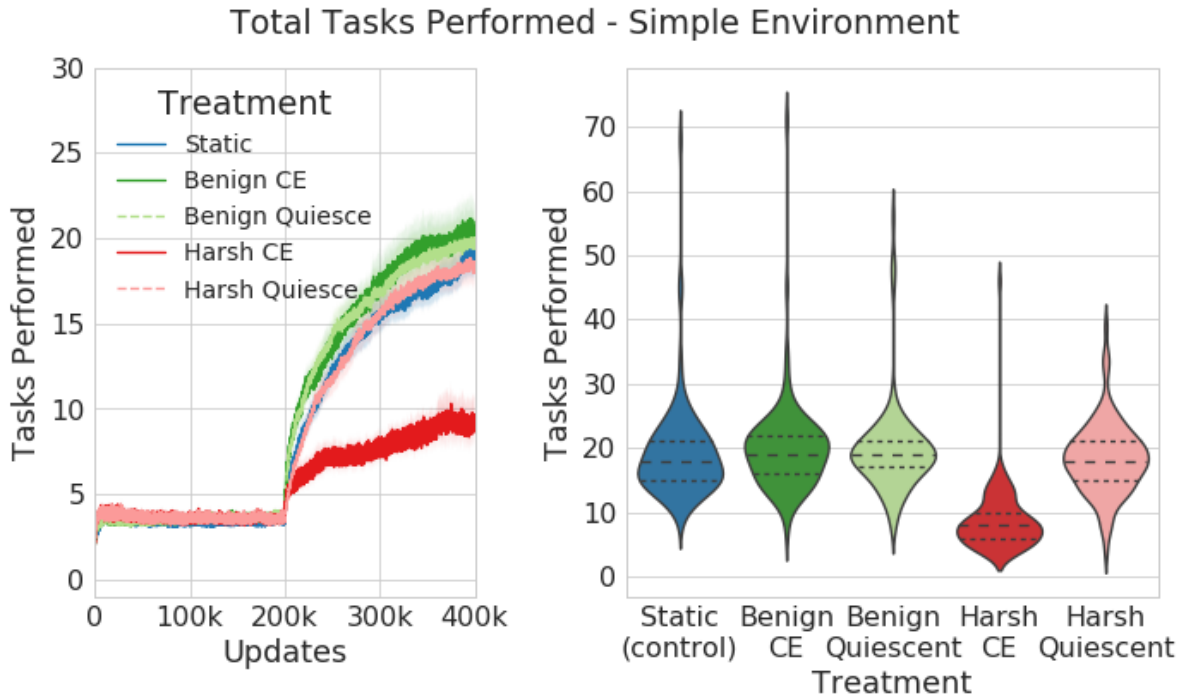 Total Tasks Performed - Simple Environment
Tasks Performed
30
25
20
15
10
5
0
Treatment
Static
Benign CE
Benign Quiesce
Harsh CE
Harsh Quiesce
0 100k 200k 300k 400k
Updates
Tasks Performed
70
60
50
40
30
20
10
0
Static Benign Benign Harsh Harsh
(control) CE Quiescent CE Quiescent
Treatment